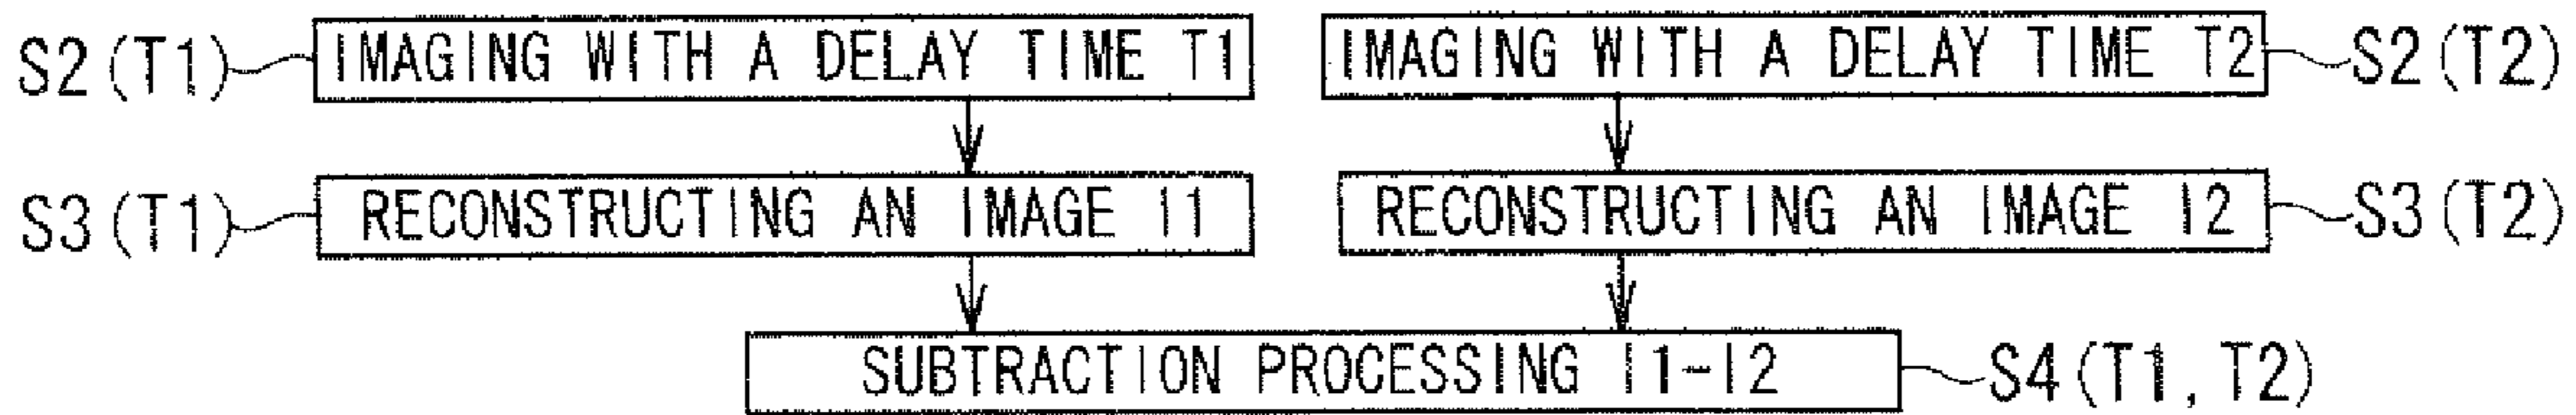 S2(T1) IMAGING WITH A DELAY TIME T1 IMAGING WITH A DELAY TIME T2 S2(T2)
S3(T1) RECONSTRUCTING AN IMAGE I1 RECONSTRUCTING AN IMAGE I2 S3(T2)
SUBTRACTION PROCESSING I1-I2 S4(T1,T2)